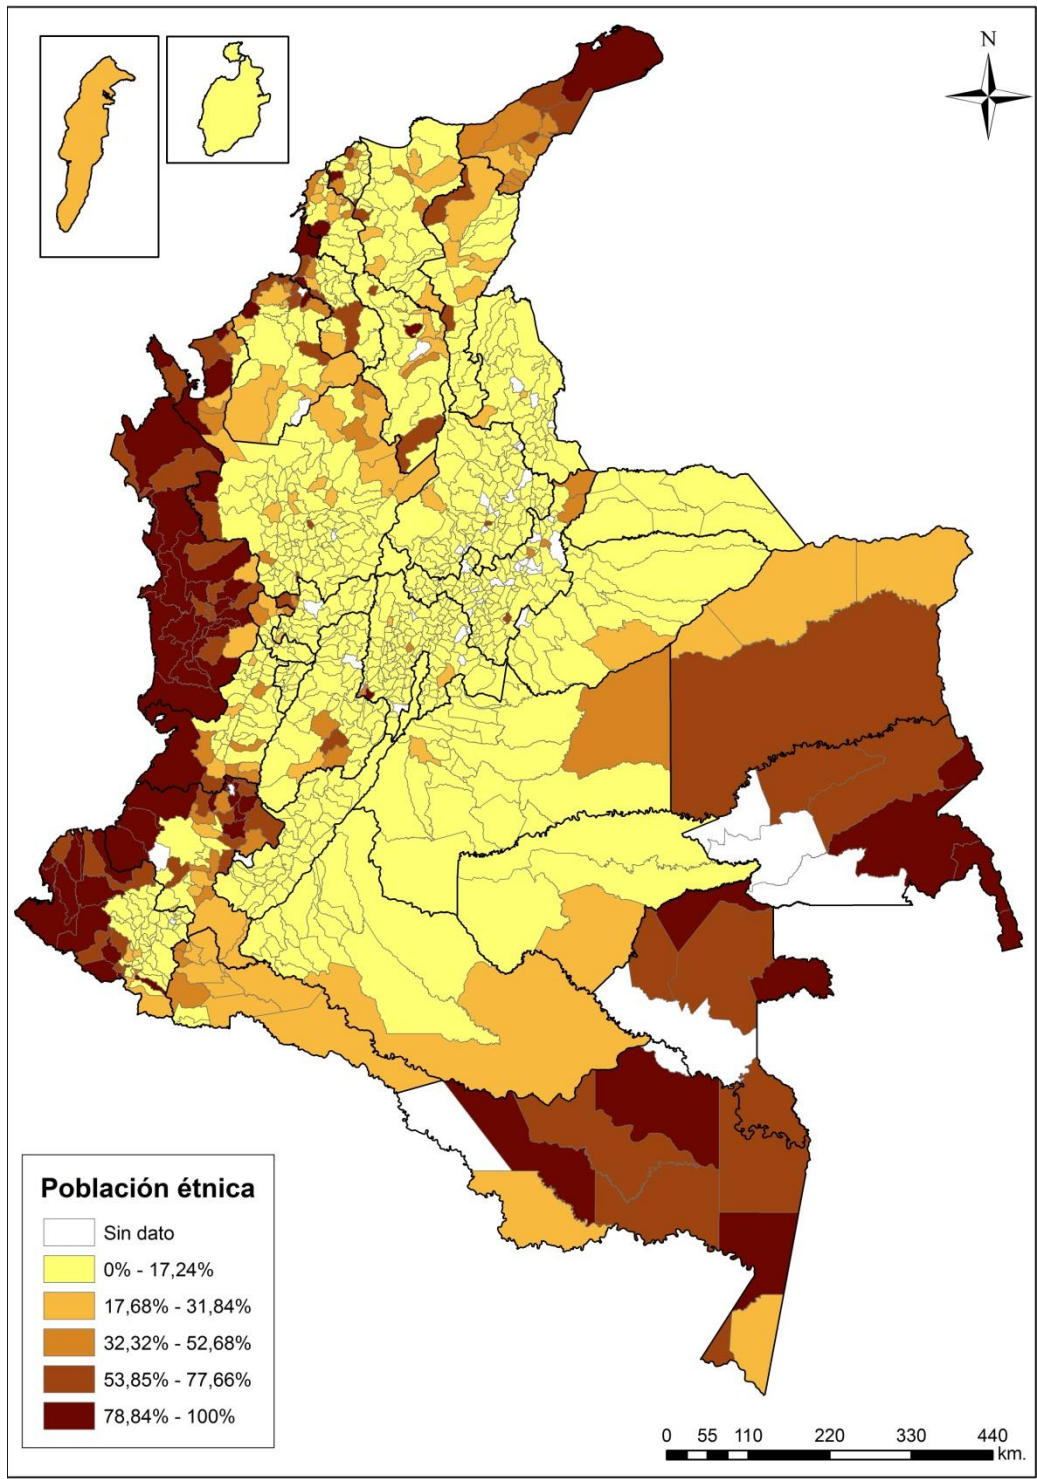 N
Población étnica
Sin dato
0% - 17,24%
17,68% - 31,84%
32,32% - 52,68%
53,85% - 77,66%
78,84% - 100%
0 55 110 220 330 440
km.